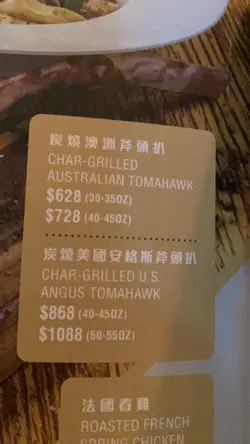 炭燒澳洲斧頭扒
CHAR-GRILLED
AUSTRALIAN TOMAHAWK
$628 (30-35OZ)
$728 (40-45OZ)
炭燒美國安格斯斧頭扒
CHAR-GRILLED U.S.
ANGUS TOMAHAWK
$868 (40-45OZ)
$1088 (50-55OZ)
法國春雞
ROASTED FRENCH
SPRING CHICKEN